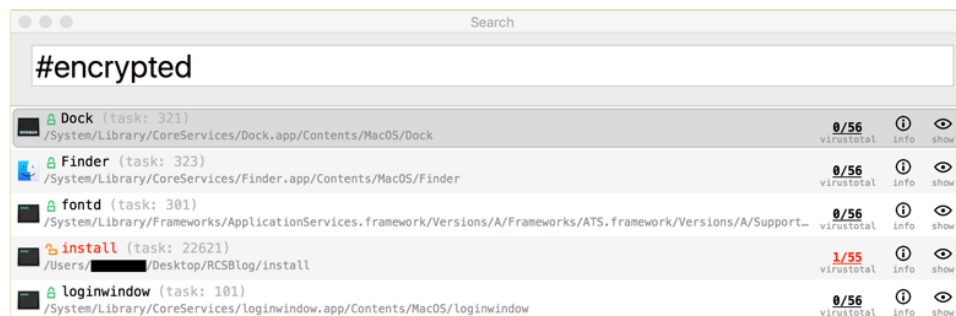 Search
#encrypted
Dock (task: 321)
/System/Library/CoreServices/Dock.app/Contents/MacOS/Dock
0/56
virustotal info show
Finder (task: 323)
/System/Library/CoreServices/Finder.app/Contents/MacOS/Finder
0/56
virustotal info show
fontd (task: 301)
/System/Library/Frameworks/ApplicationServices.framework/Versions/A/Frameworks/ATS.framework/Versions/A/Support…
0/56
virustotal info show
install (task: 22621)
/Users/ /Desktop/RCSBlog/install
1/55
virustotal info show
loginwindow (task: 101)
/System/Library/CoreServices/loginwindow.app/Contents/MacOS/loginwindow
0/56
virustotal info show